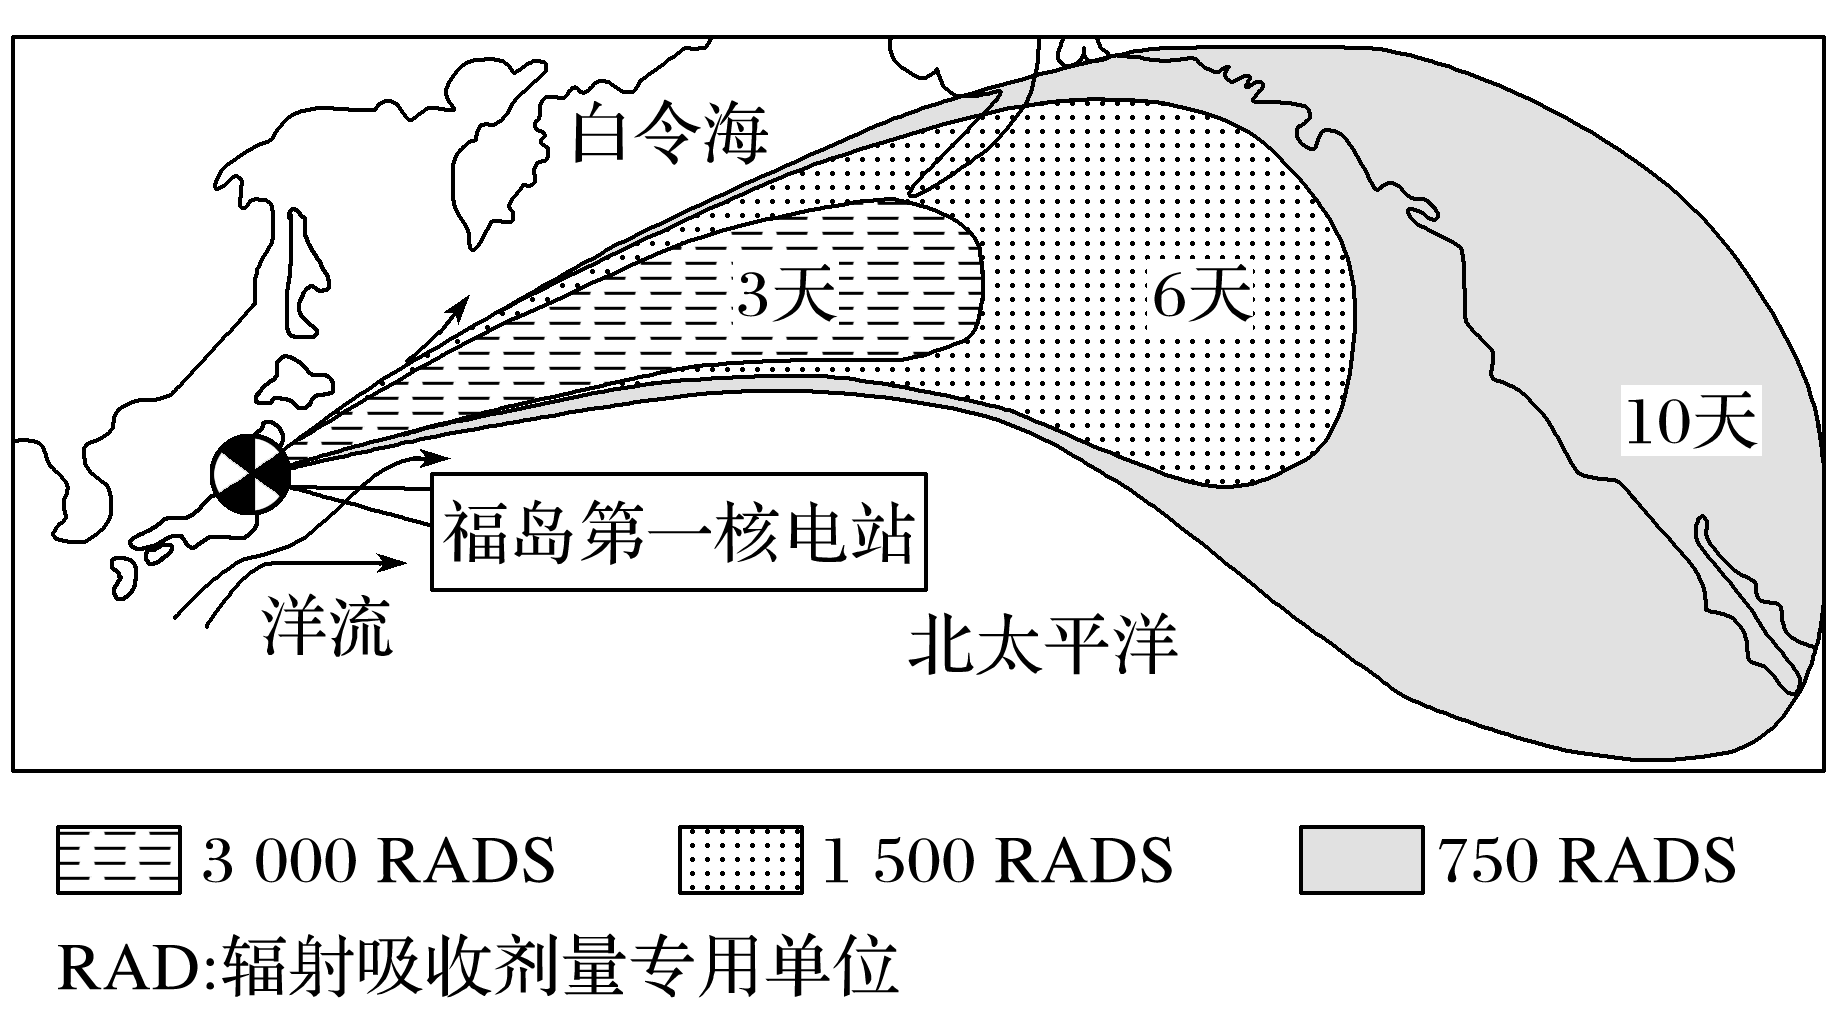 白令海
3天
6天
10天
福岛第一核电站
洋流
北太平洋
3 000 RADS
1 500 RADS
750 RADS
RAD:辐射吸收剂量专用单位